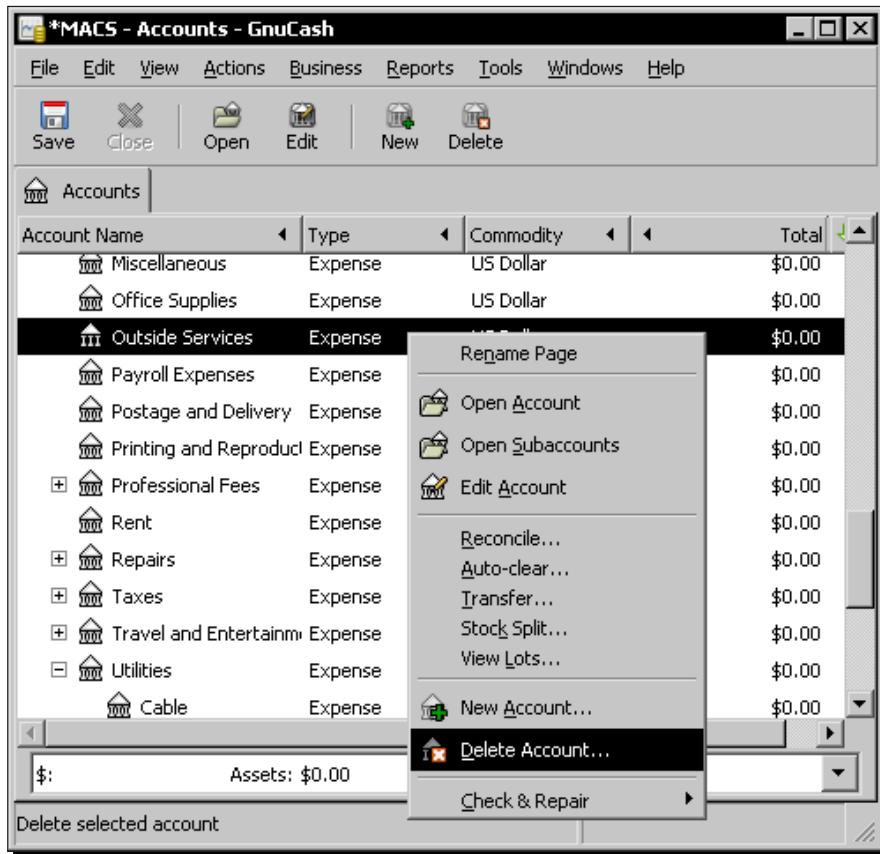 *MACS - Accounts - GnuCash
File Edit View Actions Business Reports Tools Windows Help
Save Close Open Edit New Delete
Accounts
Account Name Type Commodity Total
Miscellaneous Expense US Dollar $0.00
Office Supplies Expense US Dollar $0.00
Outside Services Expense $0.00
Payroll Expenses Expense $0.00
Postage and Delivery Expense $0.00
Printing and Reproduct Expense $0.00
Professional Fees Expense $0.00
Rent Expense $0.00
Repairs Expense $0.00
Taxes Expense $0.00
Travel and Entertainm Expense $0.00
Utilities Expense $0.00
Cable Expense $0.00
Rename Page
Open Account
Open Subaccounts
Edit Account
Reconcile...
Auto-clear...
Transfer...
Stock Split...
View Lots...
New Account...
Delete Account...
Check & Repair
$: Assets: $0.00
Delete selected account